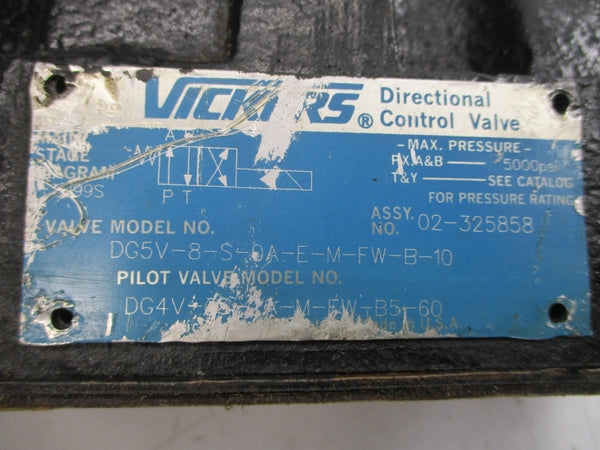 VICKERS® Directional
Control Valve
STAGE
- MAX. PRESSURE -
P,X,A&B — 5000psi
T&Y — SEE CATALOG
FOR PRESSURE RATING
A
P T
ASSY.
NO. 02-325858
VALVE MODEL NO.
DG5V-8-S-0A-E-M-FW-B-10
PILOT VALVE MODEL NO.
DG4V M-FW-B5-60
U.S.A.